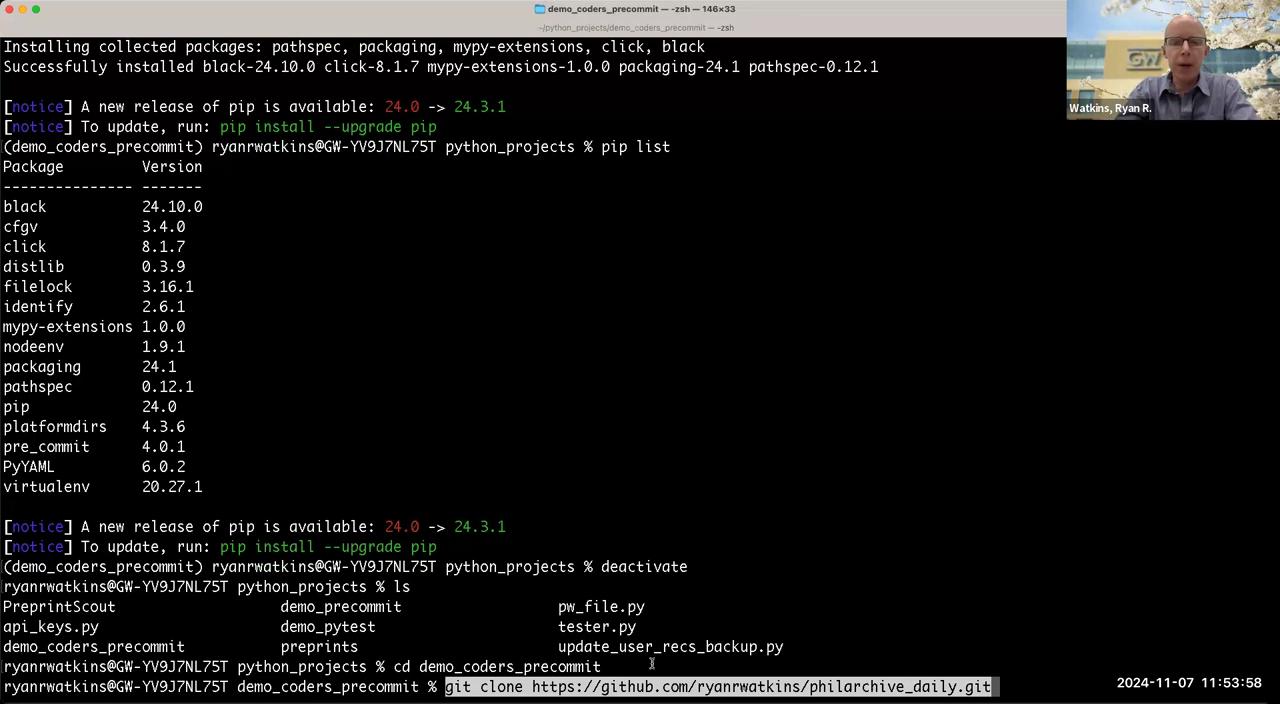 demo_coders_precommit — -zsh — 146×33
~/python_projects/demo_coders_precommit — -zsh
Installing collected packages: pathspec, packaging, mypy-extensions, click, black
Successfully installed black-24.10.0 click-8.1.7 mypy-extensions-1.0.0 packaging-24.1 pathspec-0.12.1
GW
Watkins, Ryan R.
[notice] A new release of pip is available: 24.0 -> 24.3.1
[notice] To update, run: pip install --upgrade pip
(demo_coders_precommit) ryanrwatkins@GW-YV9J7NL75T python_projects % pip list
Package Version
--------------- -------
black 24.10.0
cfgv 3.4.0
click 8.1.7
distlib 0.3.9
filelock 3.16.1
identify 2.6.1
mypy-extensions 1.0.0
nodeenv 1.9.1
packaging 24.1
pathspec 0.12.1
pip 24.0
platformdirs 4.3.6
pre_commit 4.0.1
PyYAML 6.0.2
virtualenv 20.27.1
[notice] A new release of pip is available: 24.0 -> 24.3.1
[notice] To update, run: pip install --upgrade pip
(demo_coders_precommit) ryanrwatkins@GW-YV9J7NL75T python_projects % deactivate
ryanrwatkins@GW-YV9J7NL75T python_projects % ls
PreprintScout demo_precommit pw_file.py
api_keys.py demo_pytest tester.py
demo_coders_precommit preprints update_user_recs_backup.py
ryanrwatkins@GW-YV9J7NL75T python_projects % cd demo_coders_precommit
ryanrwatkins@GW-YV9J7NL75T demo_coders_precommit % git clone https://github.com/ryanrwatkins/philarchive_daily.git
2024-11-07 11:53:58